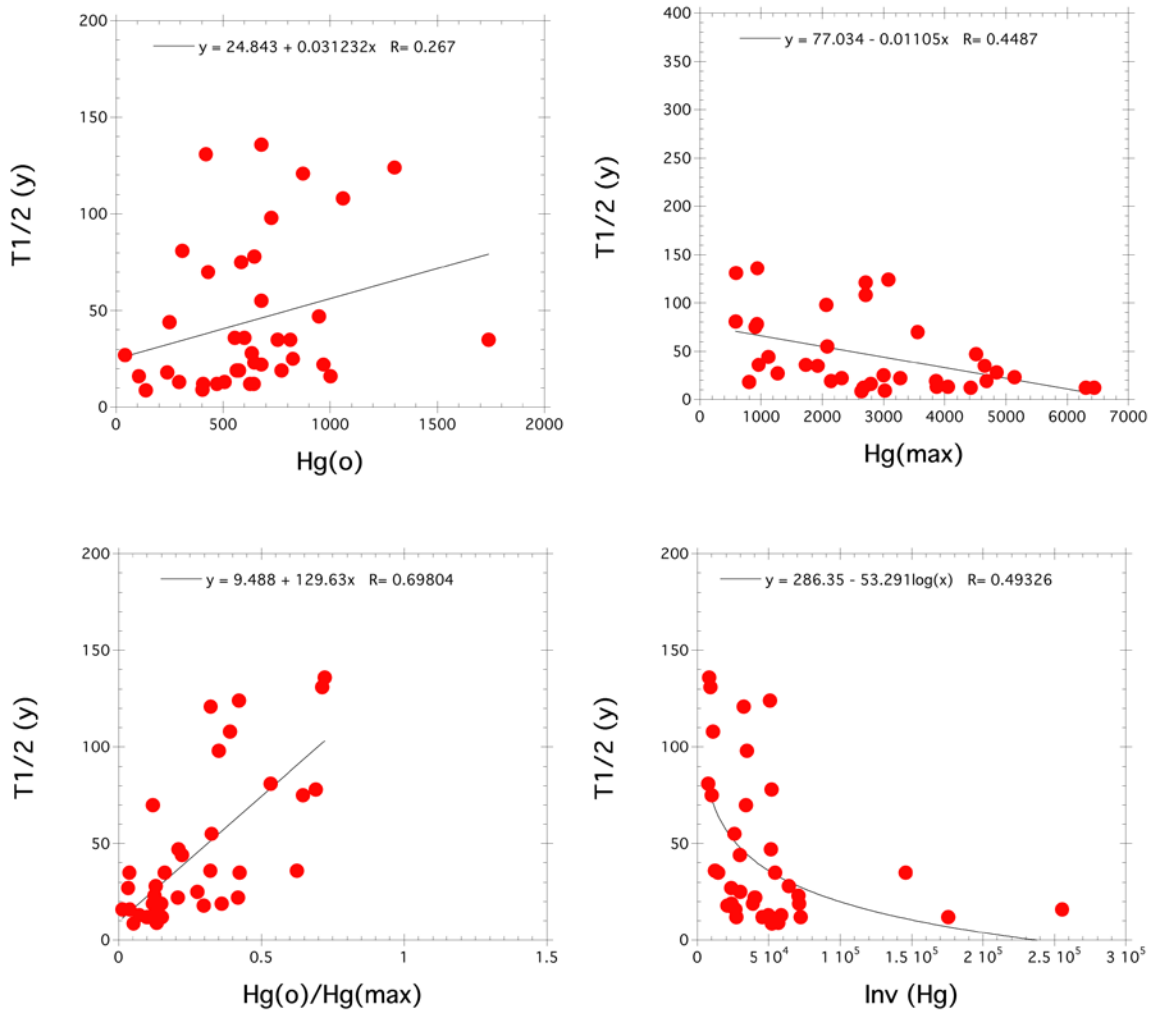 y = 24.843 + 0.031232x R= 0.267
T1/2 (y)
200
150
100
50
0
0 500 1000 1500 2000
Hg(o)
y = 77.034 - 0.01105x R= 0.4487
T1/2 (y)
400
350
300
250
200
150
100
50
0
0 1000 2000 3000 4000 5000 6000 7000
Hg(max)
y = 9.488 + 129.63x R= 0.69804
T1/2 (y)
200
150
100
50
0
0 0.5 1 1.5
Hg(o)/Hg(max)
y = 286.35 - 53.291log(x) R= 0.49326
T1/2 (y)
200
150
100
50
0
0 5 10⁴ 1 10⁵ 1.5 10⁵ 2 10⁵ 2.5 10⁵ 3 10⁵
Inv (Hg)